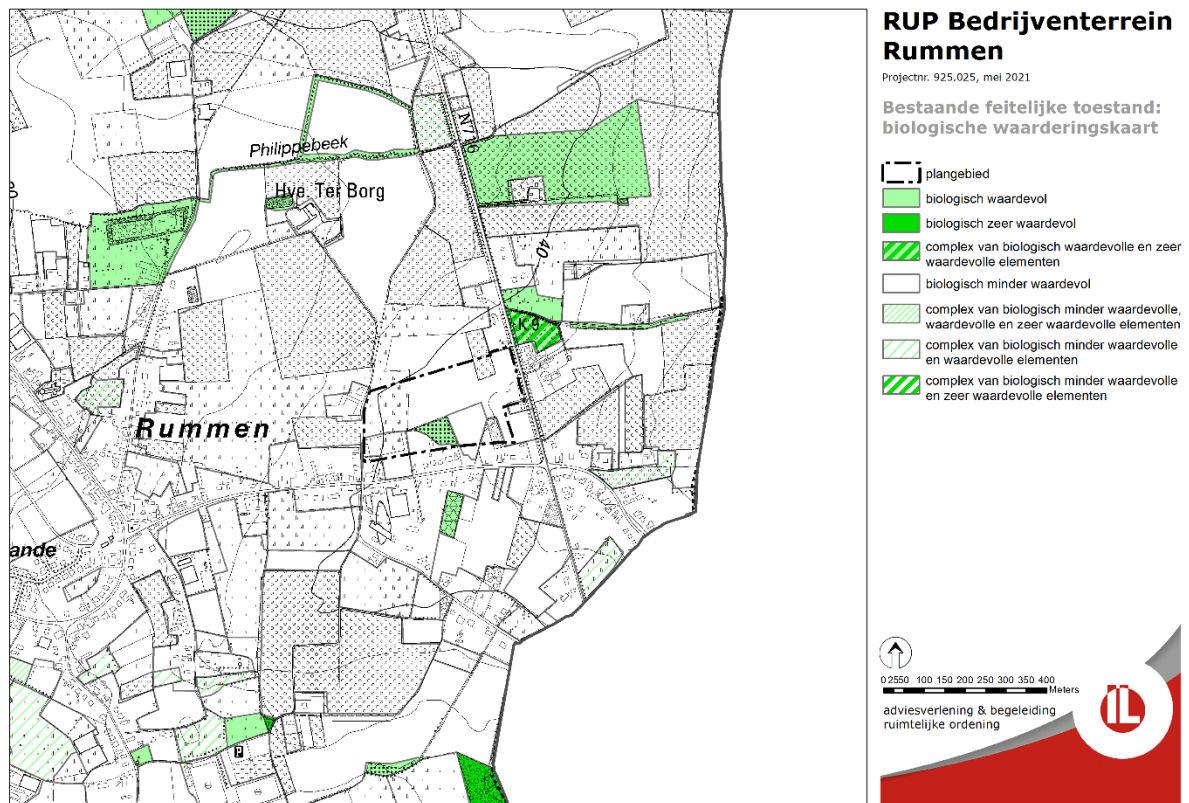 RUP Bedrijventerrein
Rummen
Projectnr. 925.025, mei 2021
Bestaande feitelijke toestand:
biologische waarderingskaart
plangebied
biologisch waardevol
biologisch zeer waardevol
complex van biologisch waardevolle en zeer
waardevolle elementen
biologisch minder waardevol
complex van biologisch minder waardevolle,
waardevolle en zeer waardevolle elementen
complex van biologisch minder waardevolle
en waardevolle elementen
complex van biologisch minder waardevolle
en zeer waardevolle elementen
Philippebeek
N716
Hve. Ter Borg
40
K9
Rummen
ande
P
0 2550 100 150 200 250 300 350 400
Meters
adviesverlening & begeleiding
ruimtelijke ordening